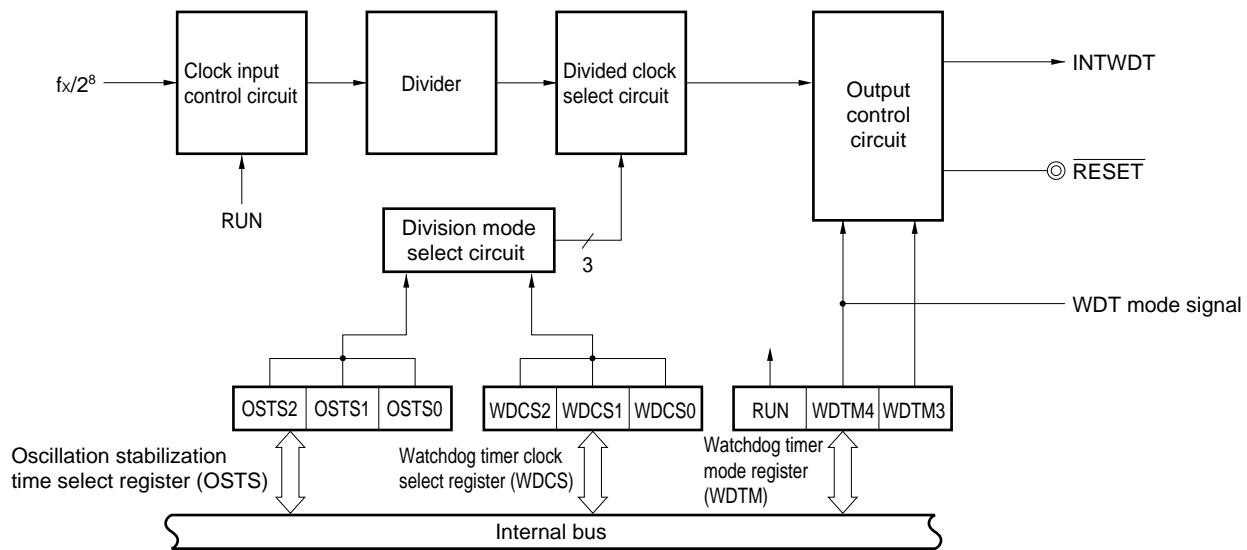 fX/2⁸
Clock input
control circuit
Divider
Divided clock
select circuit
Output
control
circuit
INTWDT
RESET
RUN
Division mode
select circuit
3
WDT mode signal
OSTS2 OSTS1 OSTS0
WDCS2 WDCS1 WDCS0
RUN WDTM4 WDTM3
Oscillation stabilization
time select register (OSTS)
Watchdog timer clock
select register (WDCS)
Watchdog timer
mode register
(WDTM)
Internal bus